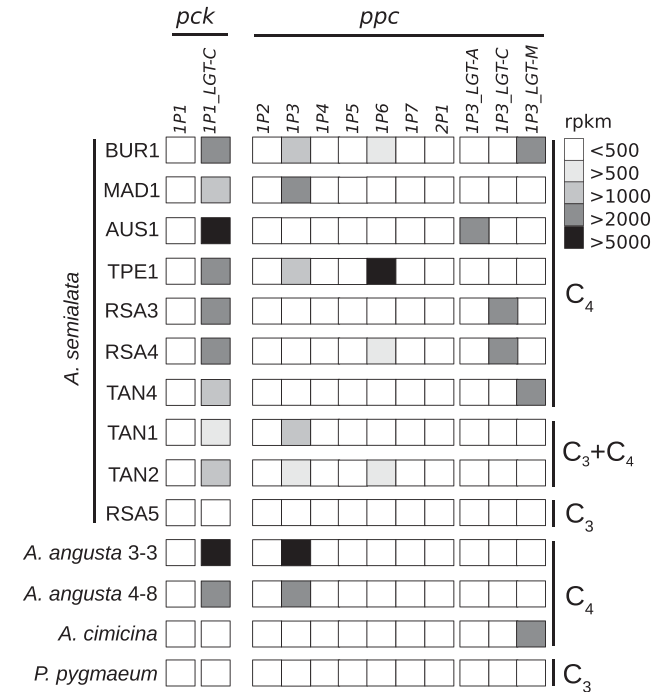 pck ppc
1P1 1P1_LGT-C 1P2 1P3 1P4 1P5 1P6 1P7 2P1 1P3_LGT-A 1P3_LGT-C 1P3_LGT-M
rpkm
<500
>500
>1000
>2000
>5000
A. semialata
BUR1
MAD1
AUS1
TPE1
RSA3
RSA4
TAN4
C₄
TAN1
TAN2
C₃+C₄
RSA5
C₃
A. angusta 3-3
A. angusta 4-8
A. cimicina
C₄
P. pygmaeum
C₃